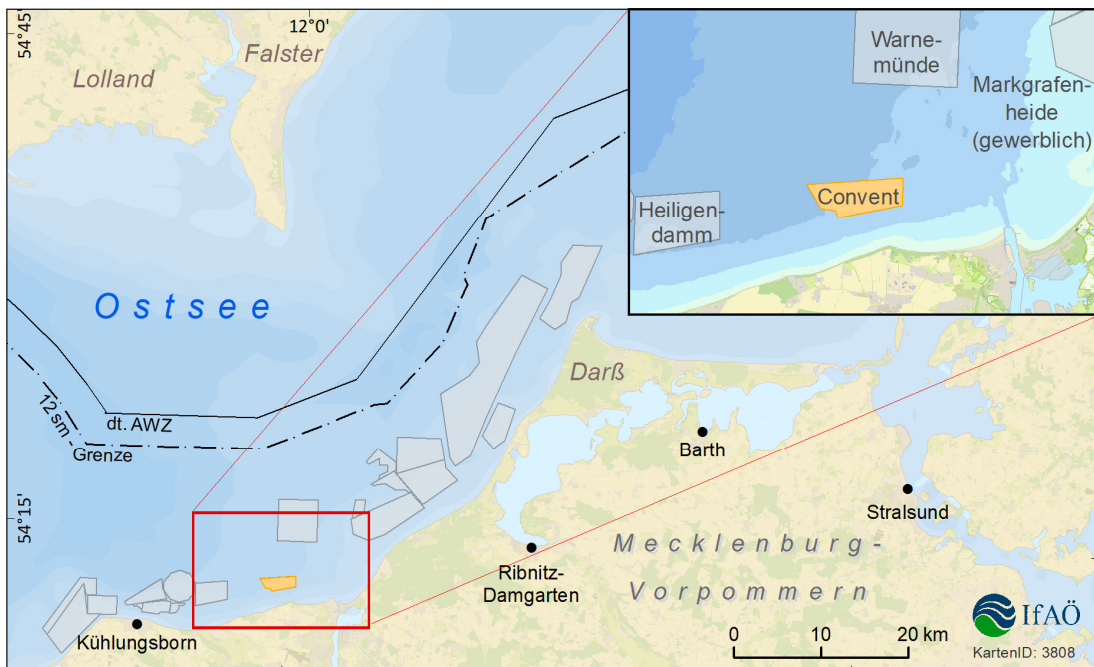 54°45'
12°0'
Falster
Lolland
Ostsee
12 sm -
Grenze
dt. AWZ
54°15'
Kühlungsborn
Darß
Barth
Stralsund
Ribnitz-
Damgarten
Mecklenburg-
Vorpommern
0 10 20 km
IfAÖ
KartenID: 3808
Warne-
münde
Markgrafen-
heide
(gewerblich)
Convent
Heiligen-
damm